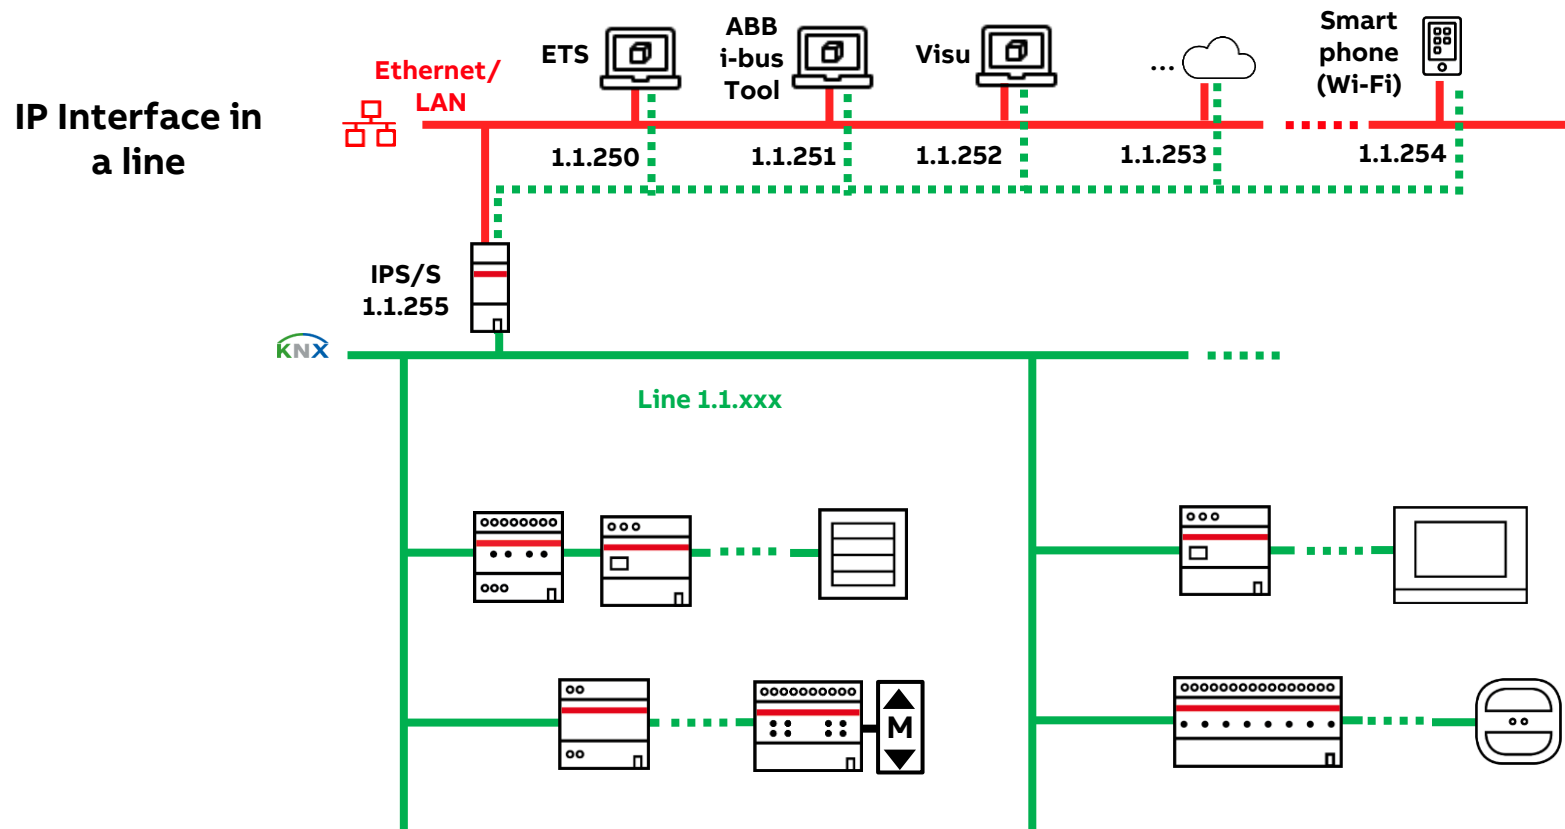 IP Interface in
a line
Ethernet/
LAN
ETS
ABB
i-bus
Tool
Visu
...
Smart
phone
(Wi-Fi)
1.1.250
1.1.251
1.1.252
1.1.253
1.1.254
IPS/S
1.1.255
KNX
Line 1.1.xxx
M